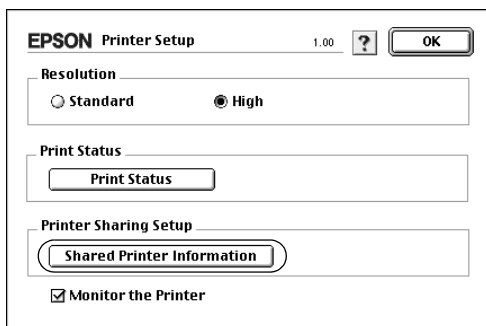 EPSON Printer Setup 1.00 ? OK
Resolution
Standard High
Print Status
Print Status
Printer Sharing Setup
Shared Printer Information
Monitor the Printer